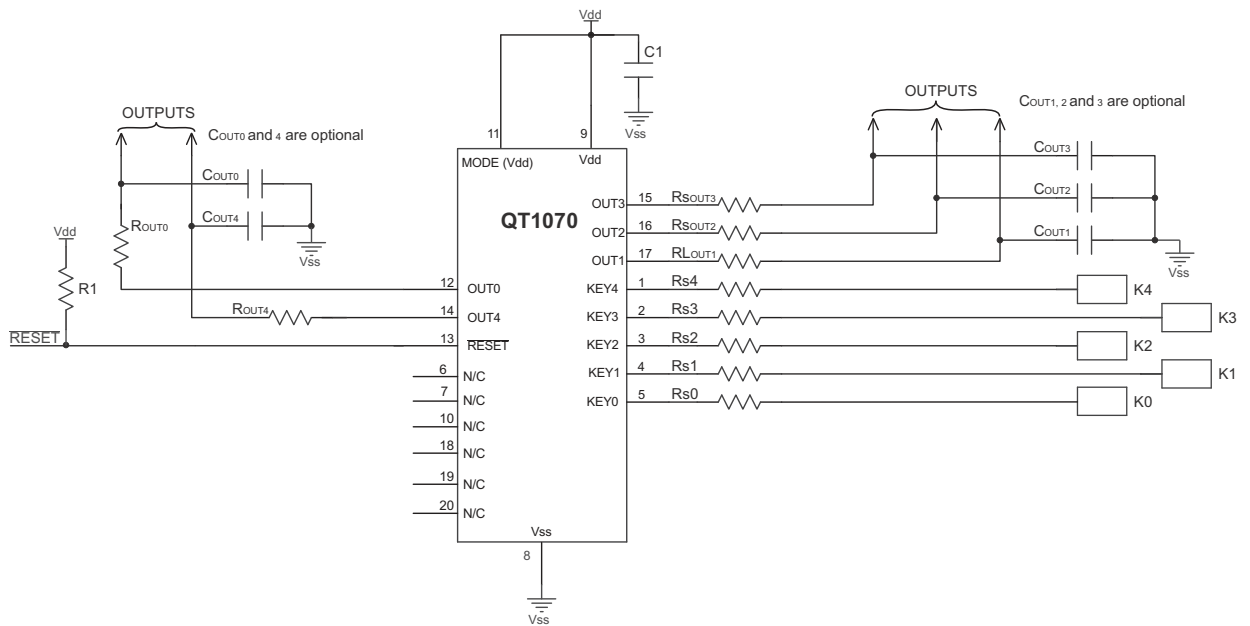 Vdd
C1
Vss
OUTPUTS
COUT0 and 4 are optional
OUTPUTS
COUT1, 2 and 3 are optional
11
9
MODE (Vdd)
Vdd
QT1070
COUT0
COUT4
Vss
ROUT0
Vdd
R1
ROUT4
RESET
12
OUT0
14
OUT4
13
RESET
6
N/C
7
N/C
10
N/C
18
N/C
19
N/C
20
N/C
OUT3
15
RSOUT3
COUT3
OUT2
16
RSOUT2
COUT2
OUT1
17
RLOUT1
COUT1
Vss
KEY4
1
Rs4
K4
KEY3
2
Rs3
K3
KEY2
3
Rs2
K2
KEY1
4
Rs1
K1
KEY0
5
Rs0
K0
Vss
8
Vss